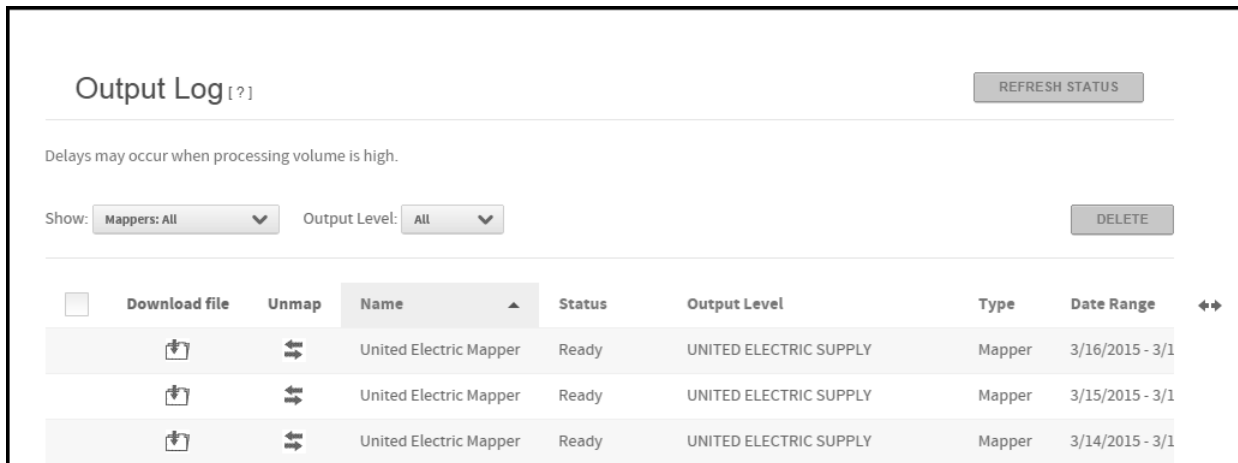 Output Log [ ? ]
REFRESH STATUS
Delays may occur when processing volume is high.
Show: Mappers: All Output Level: All
DELETE
Download file Unmap Name Status Output Level Type Date Range
United Electric Mapper Ready UNITED ELECTRIC SUPPLY Mapper 3/16/2015 - 3/1
United Electric Mapper Ready UNITED ELECTRIC SUPPLY Mapper 3/15/2015 - 3/1
United Electric Mapper Ready UNITED ELECTRIC SUPPLY Mapper 3/14/2015 - 3/1